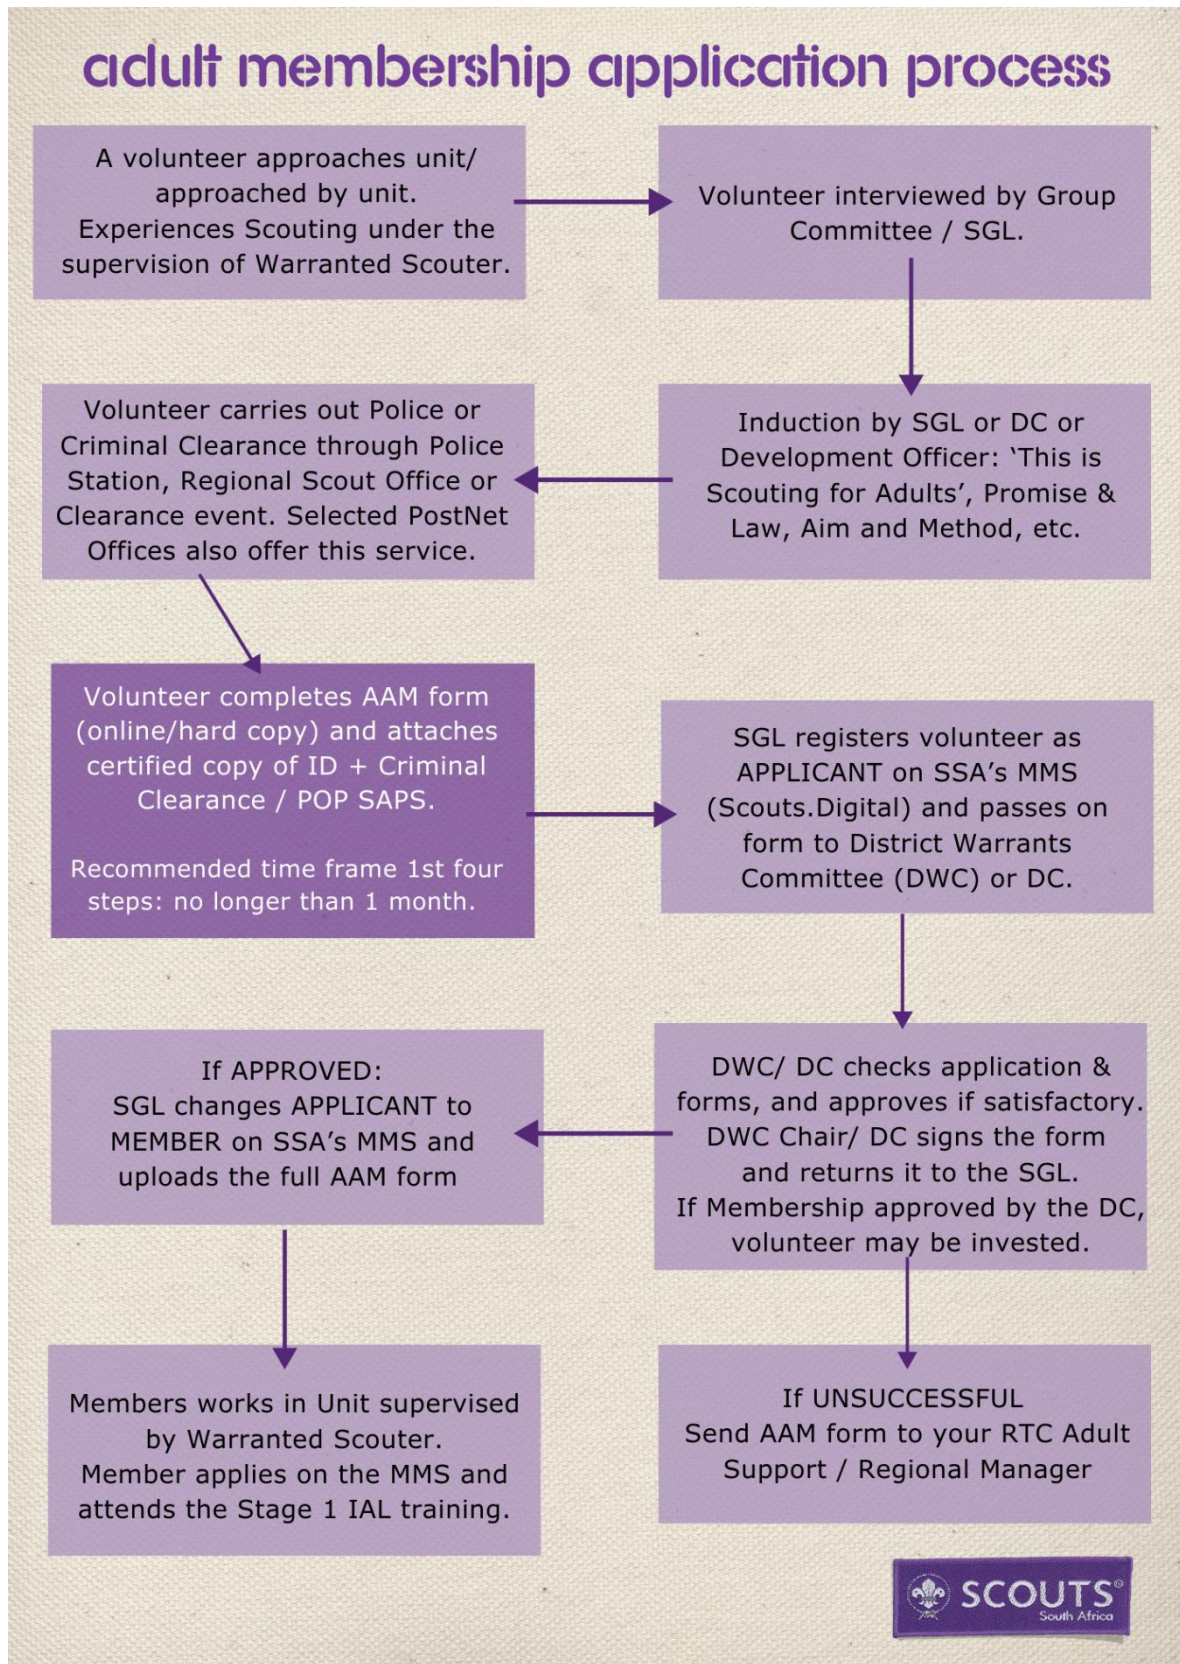 adult membership application process
A volunteer approaches unit/
approached by unit.
Experiences Scouting under the
supervision of Warranted Scouter.
Volunteer interviewed by Group
Committee / SGL.
Induction by SGL or DC or
Development Officer: ‘This is
Scouting for Adults’, Promise &
Law, Aim and Method, etc.
Volunteer carries out Police or
Criminal Clearance through Police
Station, Regional Scout Office or
Clearance event. Selected PostNet
Offices also offer this service.
Volunteer completes AAM form
(online/hard copy) and attaches
certified copy of ID + Criminal
Clearance / POP SAPS.
Recommended time frame 1st four
steps: no longer than 1 month.
SGL registers volunteer as
APPLICANT on SSA’s MMS
(Scouts.Digital) and passes on
form to District Warrants
Committee (DWC) or DC.
DWC/ DC checks application &
forms, and approves if satisfactory.
DWC Chair/ DC signs the form
and returns it to the SGL.
If Membership approved by the DC,
volunteer may be invested.
If APPROVED:
SGL changes APPLICANT to
MEMBER on SSA’s MMS and
uploads the full AAM form
Members works in Unit supervised
by Warranted Scouter.
Member applies on the MMS and
attends the Stage 1 IAL training.
If UNSUCCESSFUL
Send AAM form to your RTC Adult
Support / Regional Manager
SCOUTS
South Africa